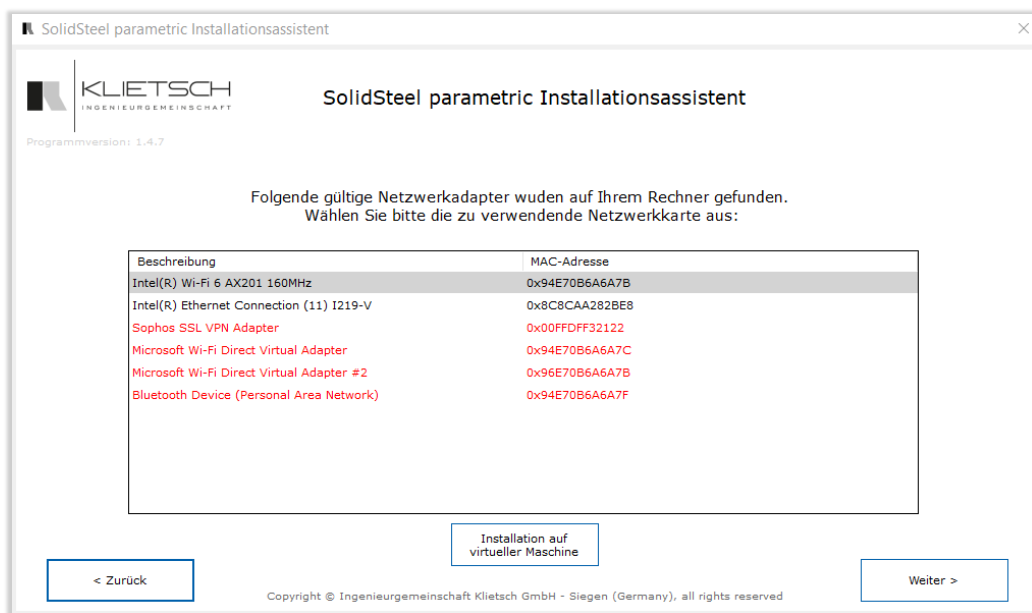 SolidSteel parametric Installationsassistent
KLIETSCH
INGENIEURGEMEINSCHAFT
SolidSteel parametric Installationsassistent
Programmversion: 1.4.7
Folgende gültige Netzwerkadapter wuden auf Ihrem Rechner gefunden.
Wählen Sie bitte die zu verwendende Netzwerkkarte aus:
Beschreibung MAC-Adresse
Intel(R) Wi-Fi 6 AX201 160MHz 0x94E70B6A6A7B
Intel(R) Ethernet Connection (11) I219-V 0x8C8CAA282BE8
Sophos SSL VPN Adapter 0x00FFDFF32122
Microsoft Wi-Fi Direct Virtual Adapter 0x94E70B6A6A7C
Microsoft Wi-Fi Direct Virtual Adapter #2 0x96E70B6A6A7B
Bluetooth Device (Personal Area Network) 0x94E70B6A6A7F
Installation auf
virtueller Maschine
< Zurück
Weiter >
Copyright © Ingenieurgemeinschaft Klietsch GmbH - Siegen (Germany), all rights reserved